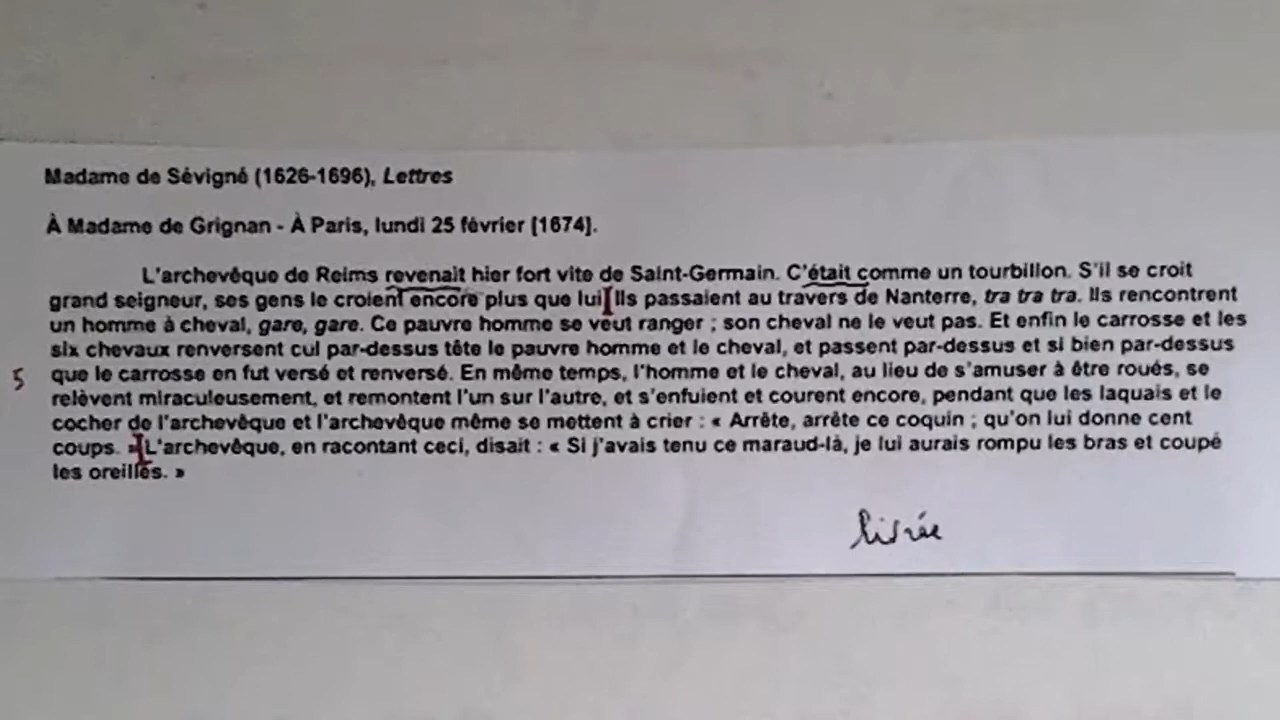 Madame de Sévigné (1626-1696), Lettres
À Madame de Grignan - À Paris, lundi 25 février [1674].
L'archevêque de Reims revenait hier fort vite de Saint-Germain. C'était comme un tourbillon. S'il se croit
grand seigneur, ses gens le croient encore plus que lui. Ils passaient au travers de Nanterre, tra tra tra. Ils rencontrent
un homme à cheval, gare, gare. Ce pauvre homme se veut ranger ; son cheval ne le veut pas. Et enfin le carrosse et les
six chevaux renversent cul par-dessus tête le pauvre homme et le cheval, et passent par-dessus et si bien par-dessus
5 que le carrosse en fut versé et renversé. En même temps, l'homme et le cheval, au lieu de s'amuser à être roués, se
relèvent miraculeusement, et remontent l'un sur l'autre, et s'enfuient et courent encore, pendant que les laquais et le
cocher de l'archevêque et l'archevêque même se mettent à crier : « Arrête, arrête ce coquin ; qu'on lui donne cent
coups. » L'archevêque, en racontant ceci, disait : « Si j'avais tenu ce maraud-là, je lui aurais rompu les bras et coupé
les oreilles. »
livrée